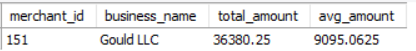 merchant_id business_name total_amount avg_amount
151 Gould LLC 36380.25 9095.0625